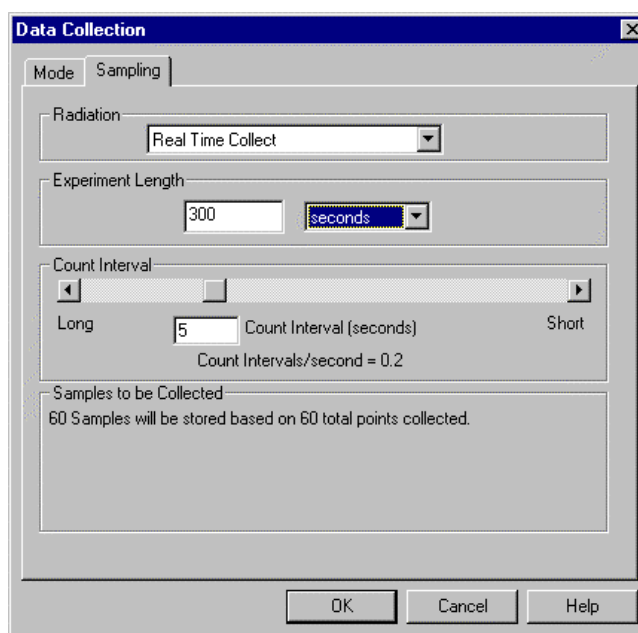 Data Collection
Mode Sampling
Radiation
Real Time Collect
Experiment Length
300 seconds
Count Interval
Long 5 Count Interval (seconds) Short
Count Intervals/second = 0.2
Samples to be Collected
60 Samples will be stored based on 60 total points collected.
OK Cancel Help